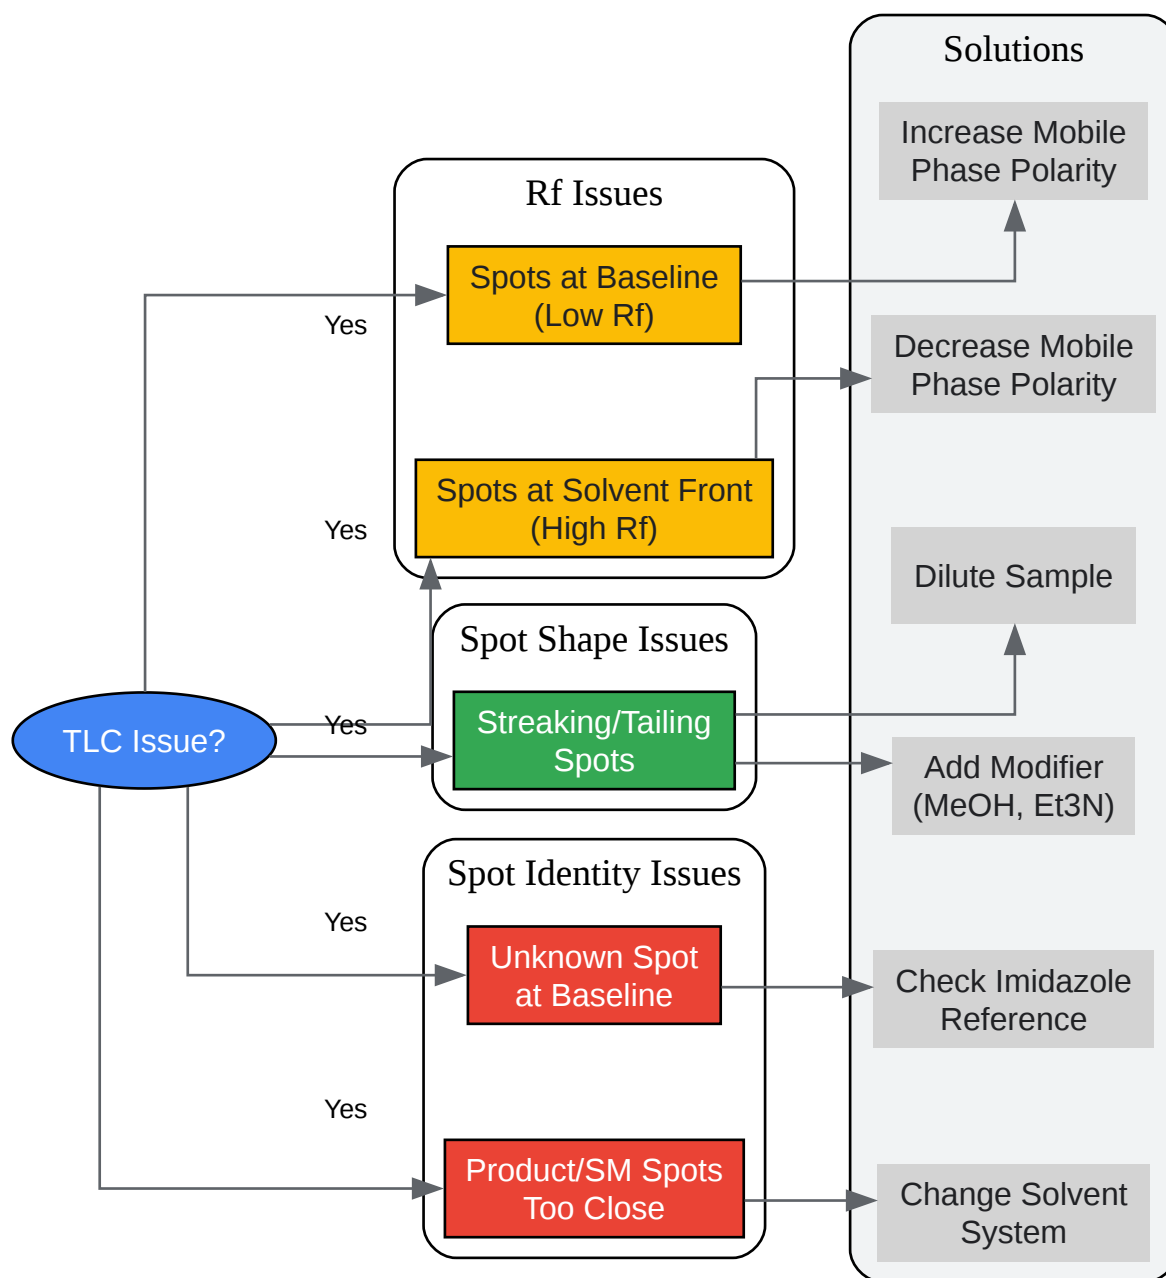 Solutions
Increase Mobile
Phase Polarity
Rf Issues
Spots at Baseline
(Low Rf)
Yes
Decrease Mobile
Phase Polarity
Spots at Solvent Front
(High Rf)
Yes
Dilute Sample
Spot Shape Issues
Streaking/Tailing
Spots
Yes
TLC Issue?
Add Modifier
(MeOH, Et3N)
Spot Identity Issues
Yes
Unknown Spot
at Baseline
Check Imidazole
Reference
Yes
Product/SM Spots
Too Close
Change Solvent
System